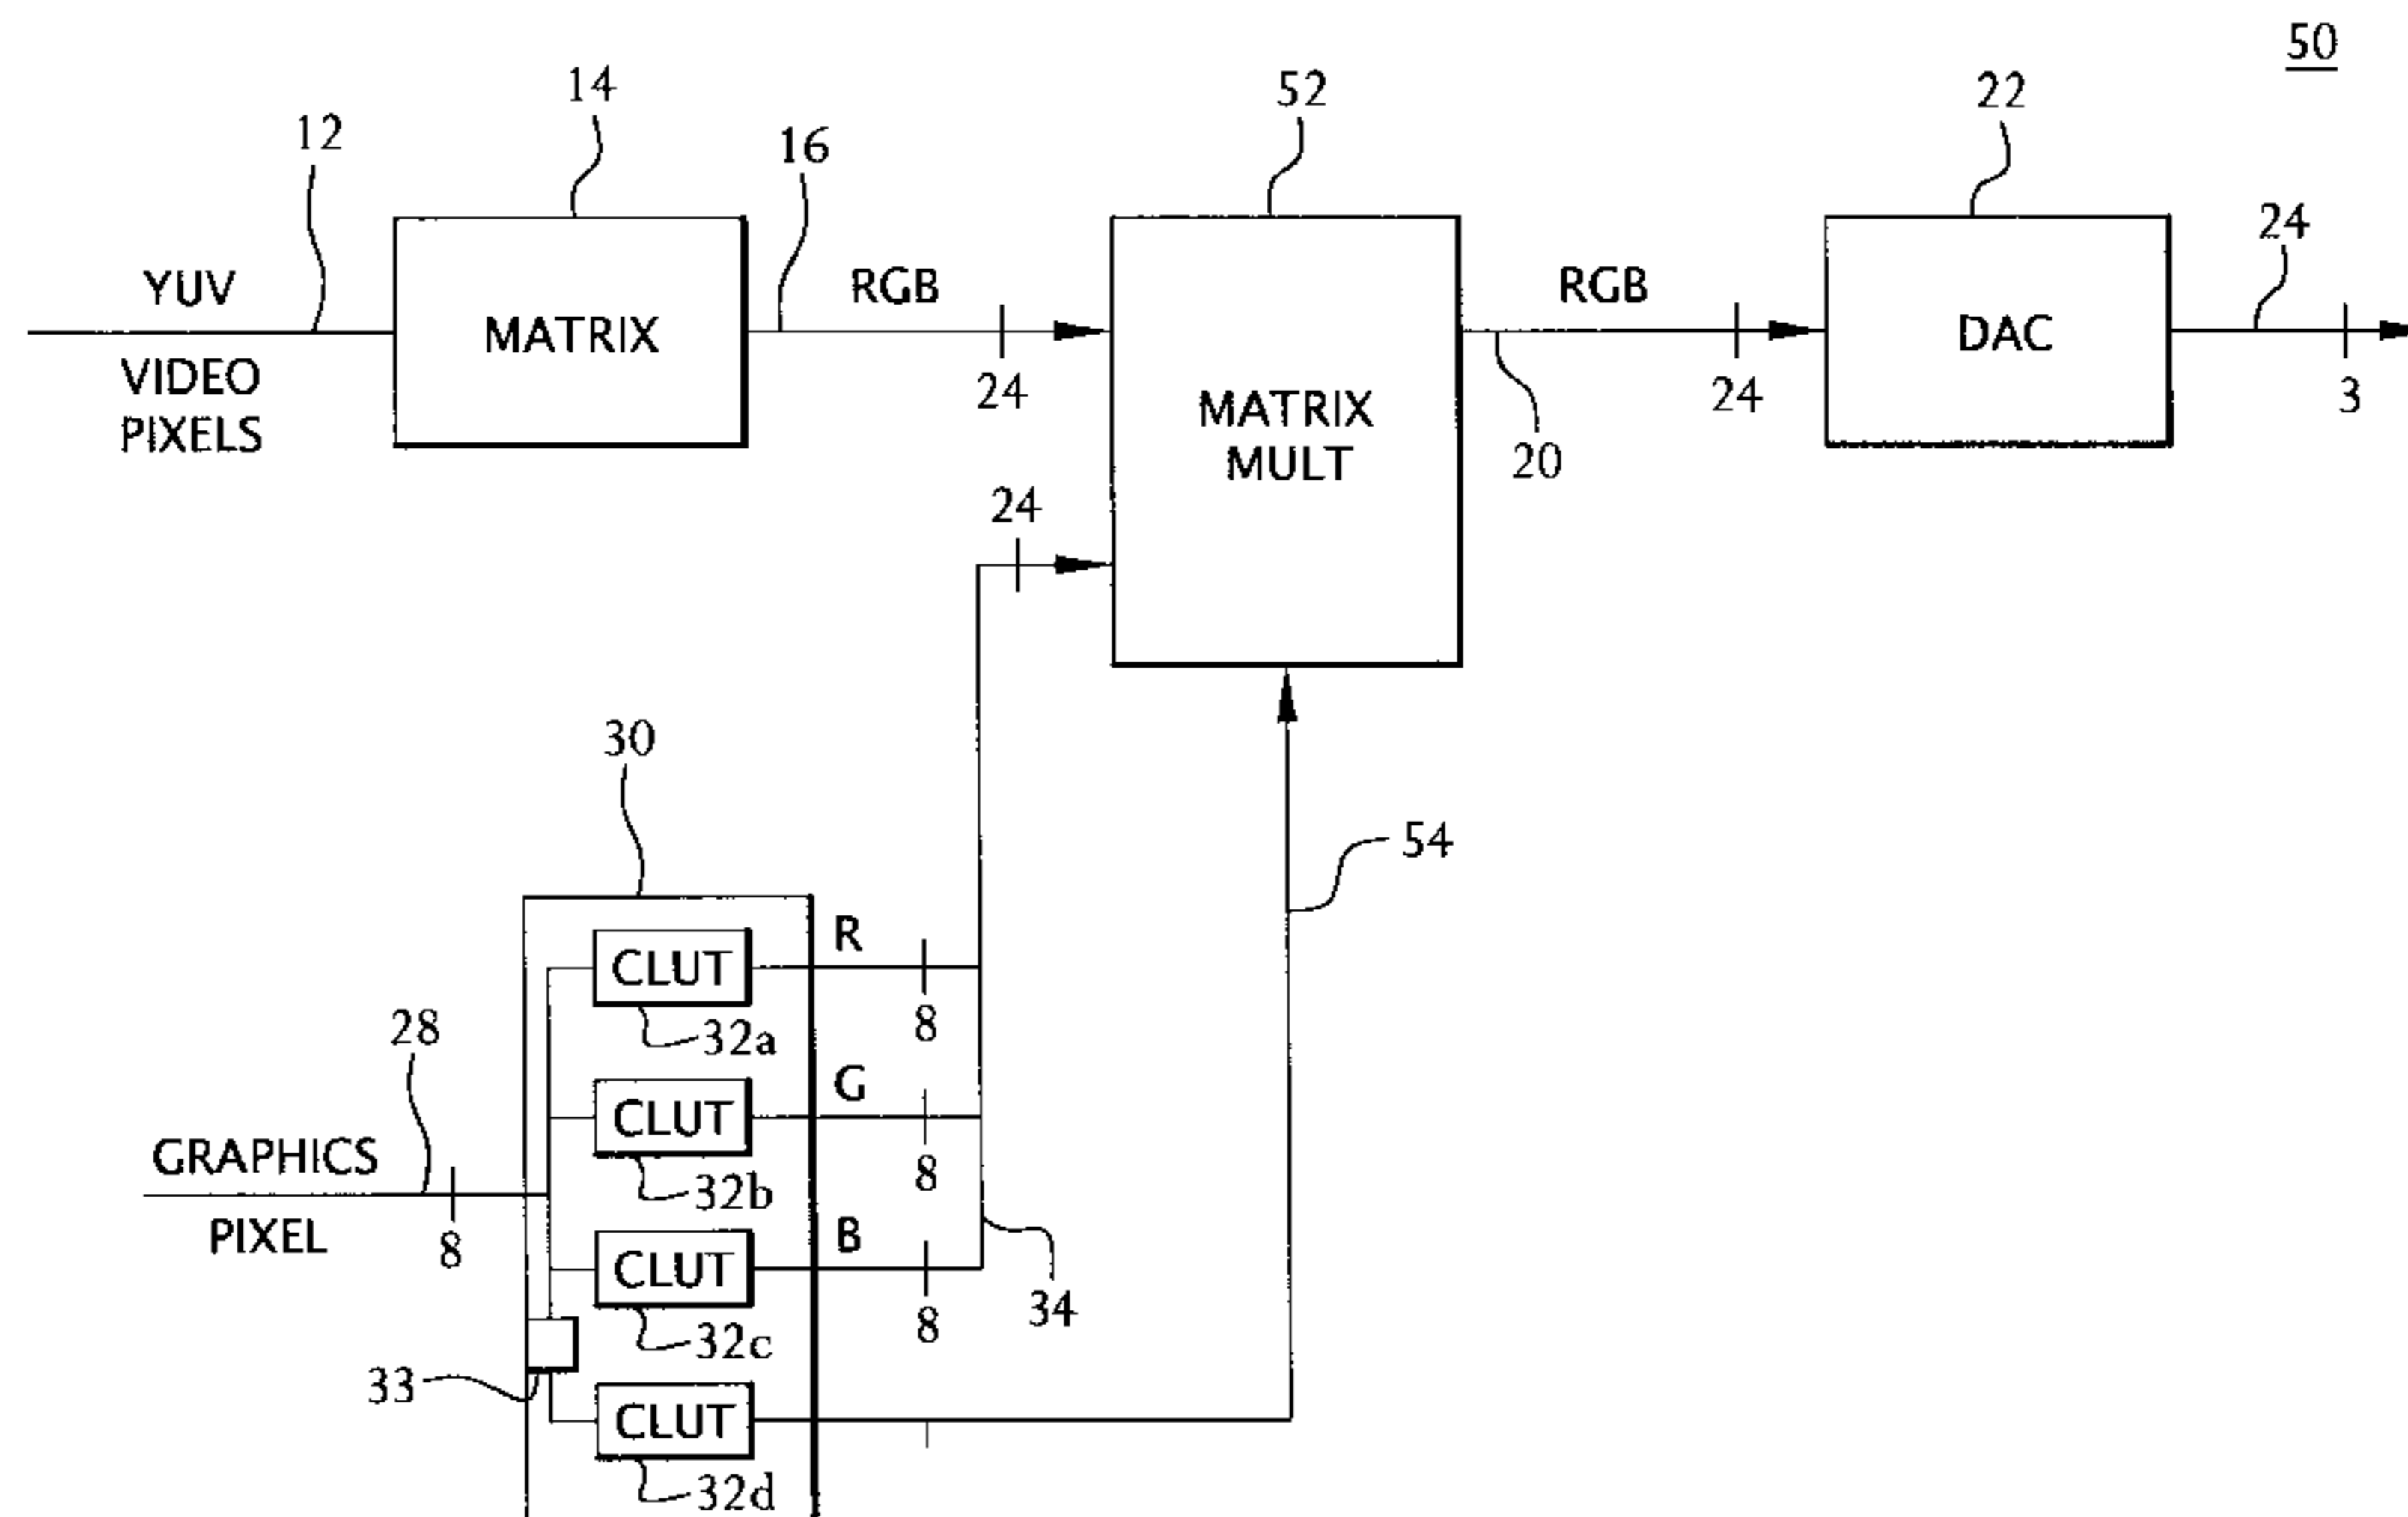 50
14
52
22
12
16
24
YUV
RGB
RGB
MATRIX
DAC
VIDEO
PIXELS
24
24
3
MATRIX
MULT
20
24
30
54
R
CLUT
8
32a
28
G
CLUT
8
32b
GRAPHICS
PIXEL
8
B
CLUT
8
32c
34
33
CLUT
32d